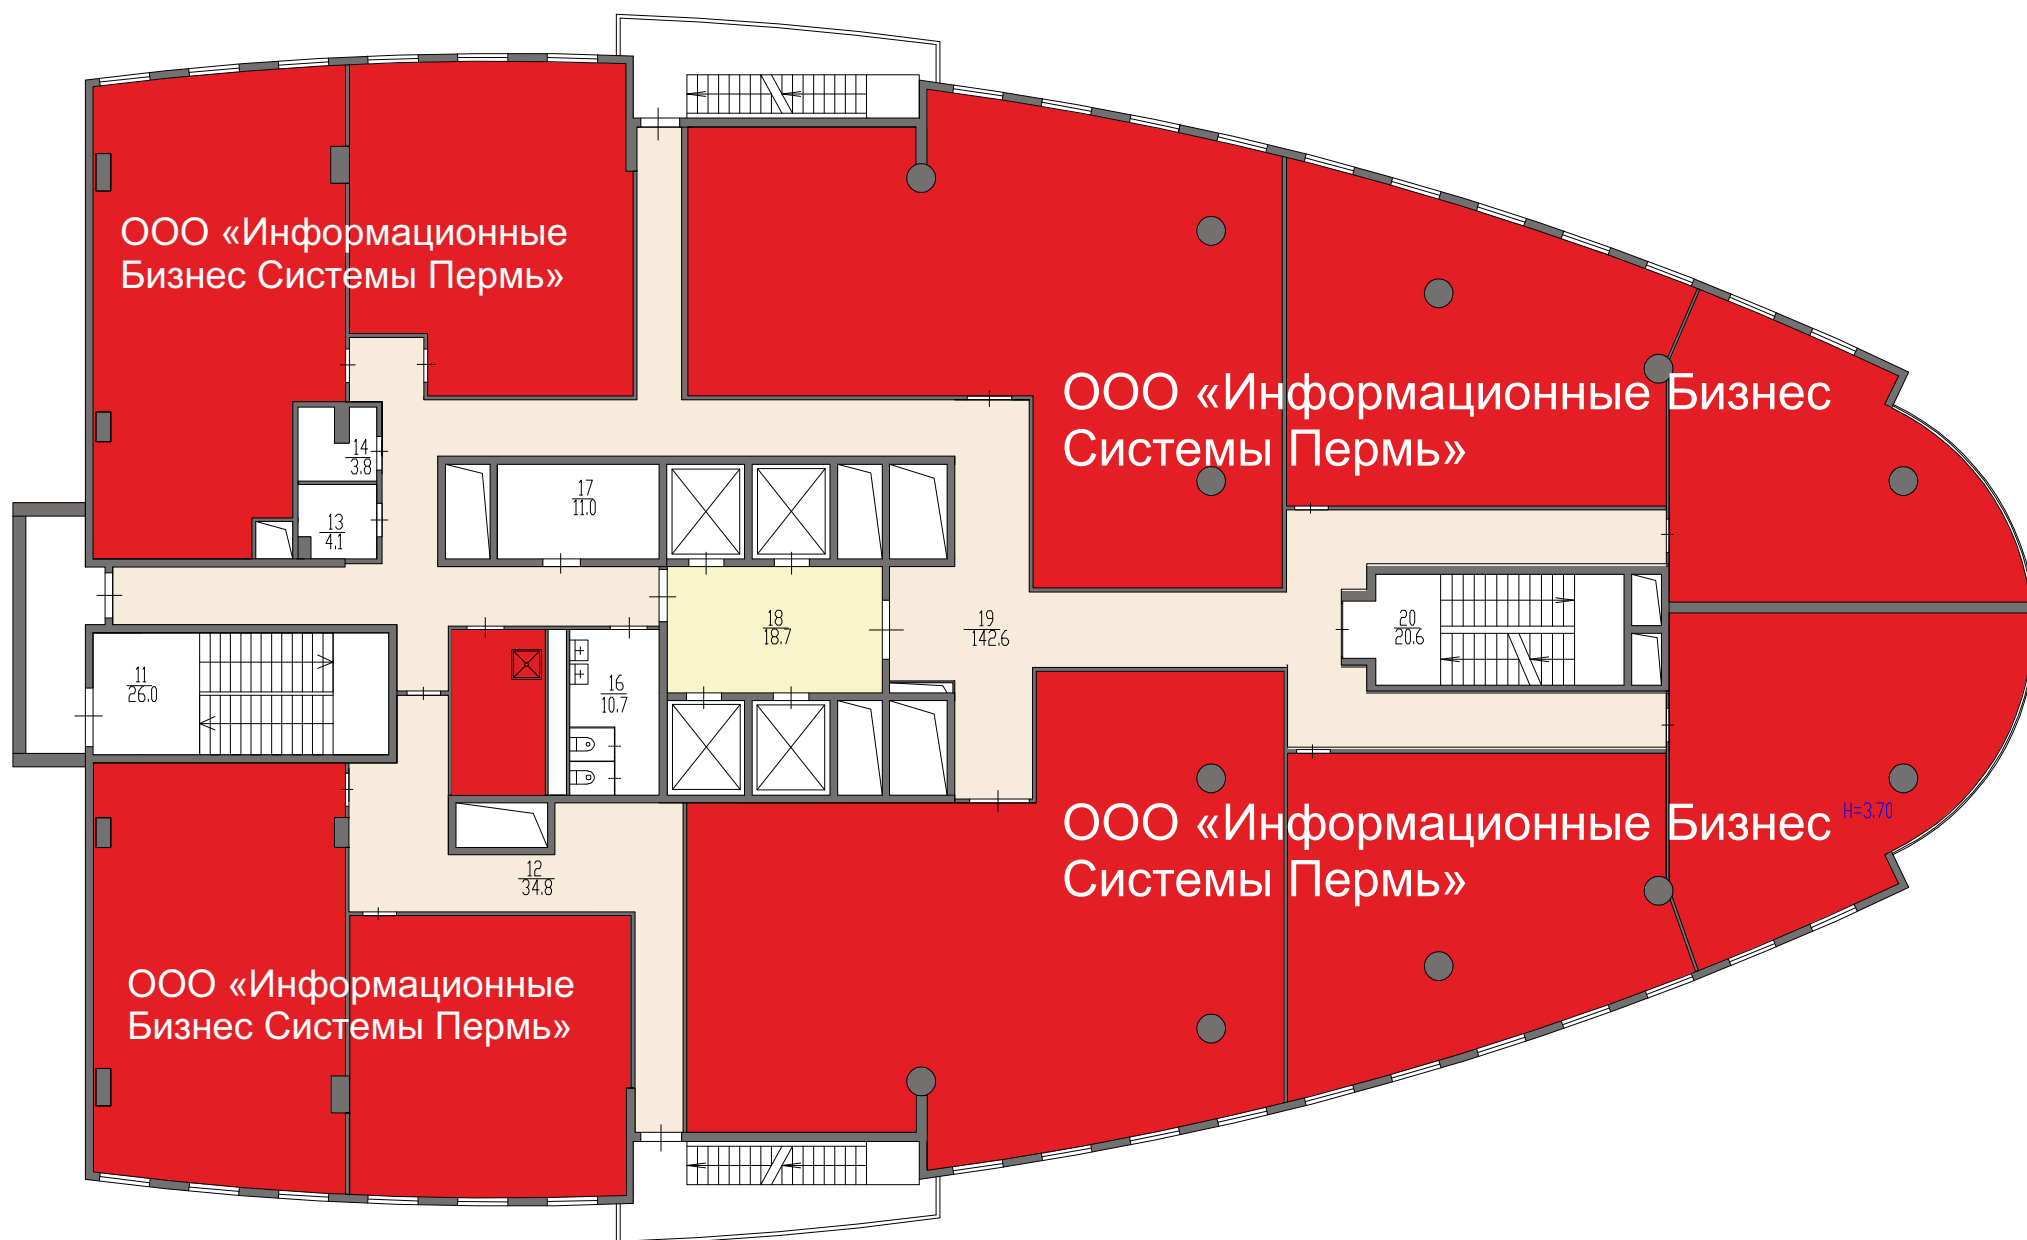 ООО «Информационные
Бизнес Системы Пермь»
ООО «Информационные Бизнес
Системы Пермь»
14
3.8
17
11.0
13
4.1
18
18.7
19
142.6
20
20.6
11
26.0
16
10.7
ООО «Информационные Бизнес
Системы Пермь»
H=3.70
12
34.8
ООО «Информационные
Бизнес Системы Пермь»